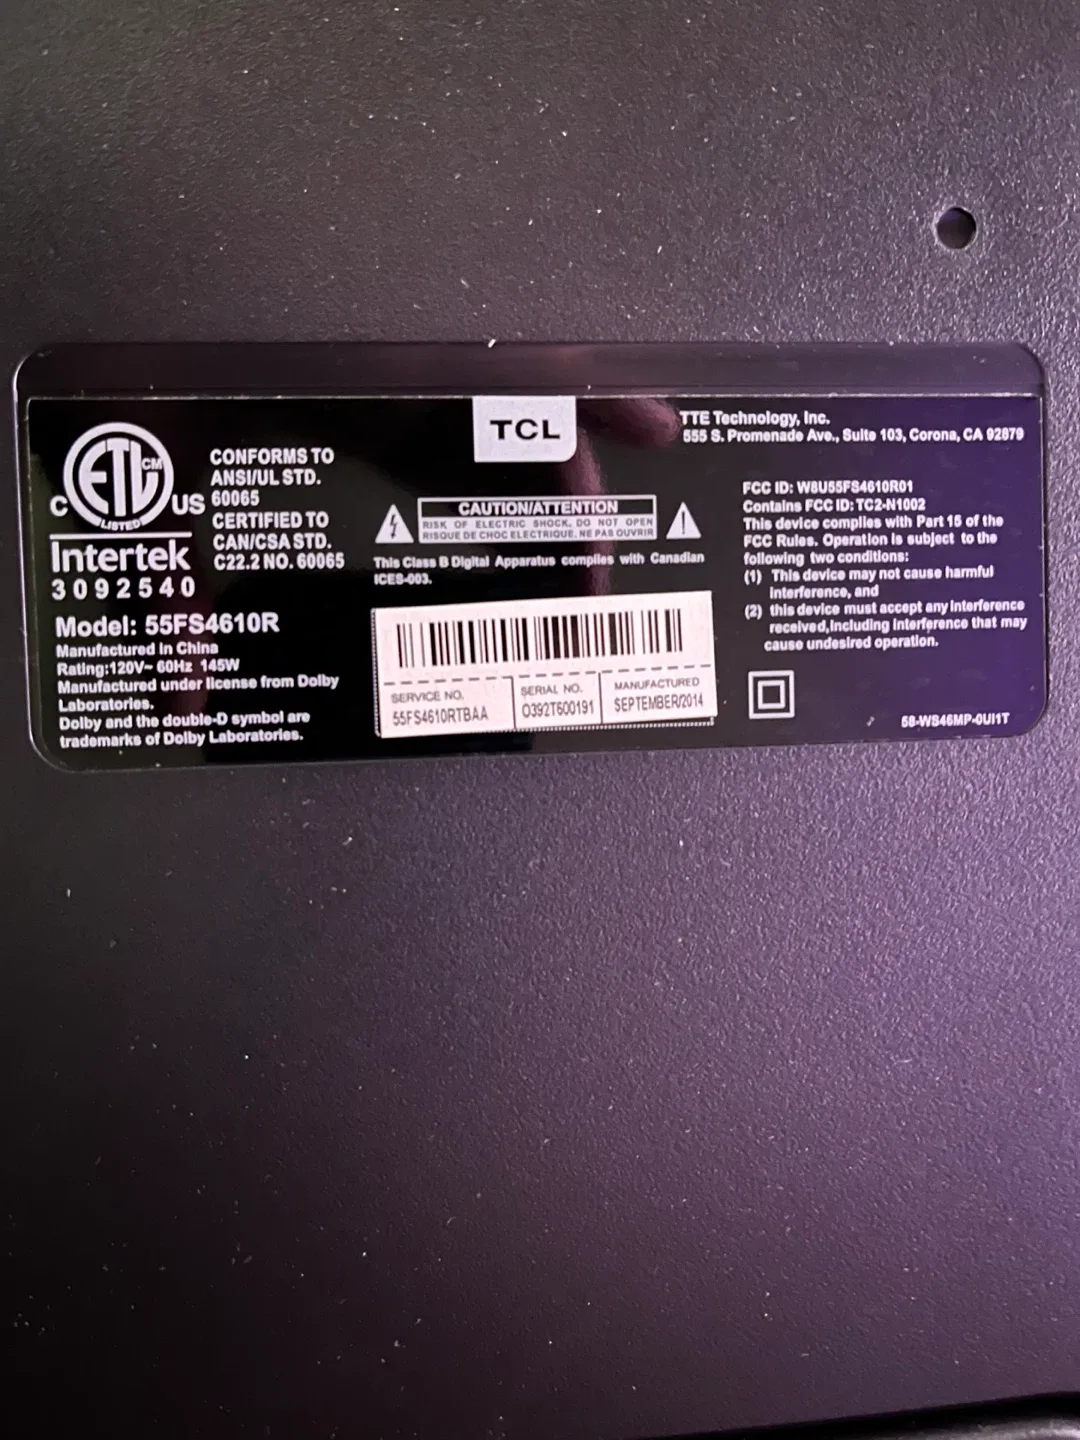 TCL
TTE Technology, Inc.
555 S. Promenade Ave., Suite 103, Corona, CA 92879
C ETL CM US
LISTED
Intertek
3092540
CONFORMS TO
ANSI/UL STD.
60065
CERTIFIED TO
CAN/CSA STD.
C22.2 NO. 60065
Model: 55FS4610R
Manufactured in China
Rating:120V~ 60Hz 145W
Manufactured under license from Dolby
Laboratories.
Dolby and the double-D symbol are
trademarks of Dolby Laboratories.
CAUTION/ATTENTION
RISK OF ELECTRIC SHOCK, DO NOT OPEN
RISQUE DE CHOC ELECTRIQUE, NE PAS OUVRIR
This Class B Digital Apparatus complies with Canadian
ICES-003.
SERVICE NO.
55FS4610RTBAA
SERIAL NO.
O392T600191
MANUFACTURED
SEPTEMBER/2014
FCC ID: W8U55FS4610R01
Contains FCC ID: TC2-N1002
This device complies with Part 15 of the
FCC Rules. Operation is subject to the
following two conditions:
(1) This device may not cause harmful
interference, and
(2) this device must accept any interference
received,including interference that may
cause undesired operation.
58-WS46MP-0UI1T